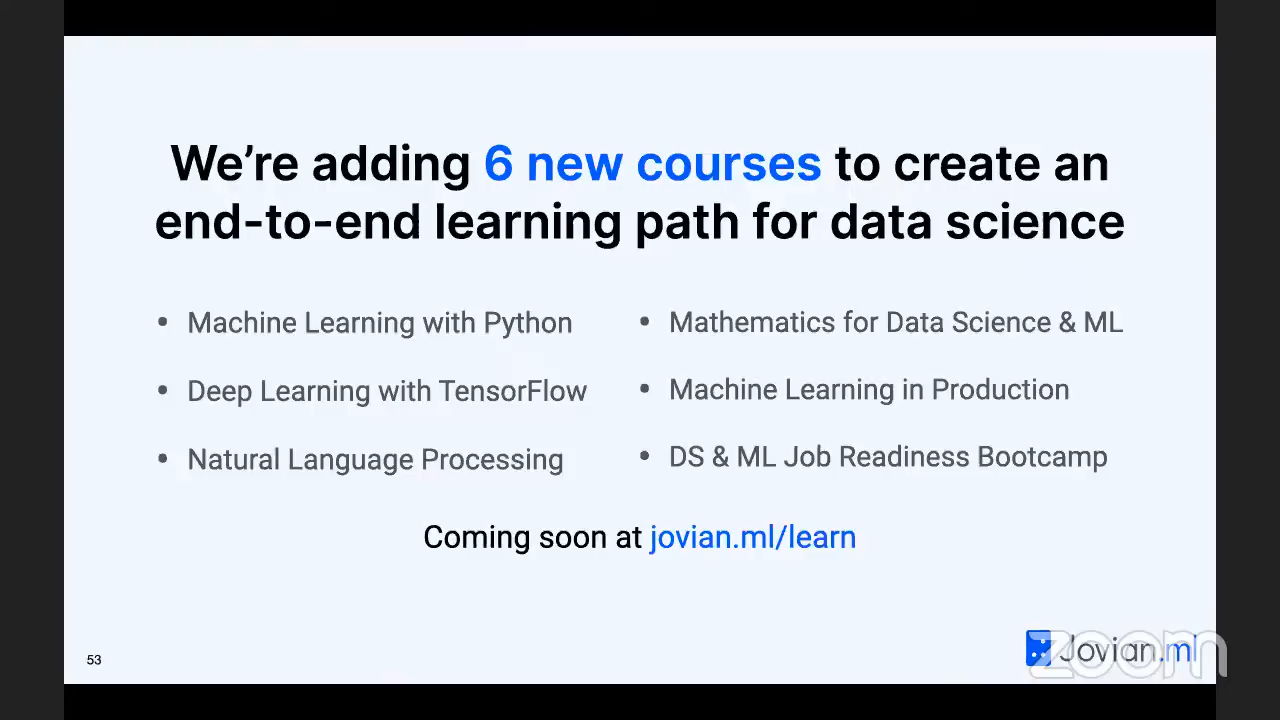 We're adding 6 new courses to create an
end-to-end learning path for data science
• Machine Learning with Python
• Deep Learning with TensorFlow
• Natural Language Processing
• Mathematics for Data Science & ML
• Machine Learning in Production
• DS & ML Job Readiness Bootcamp
Coming soon at jovian.ml/learn
53
Jovian.ml
zoom